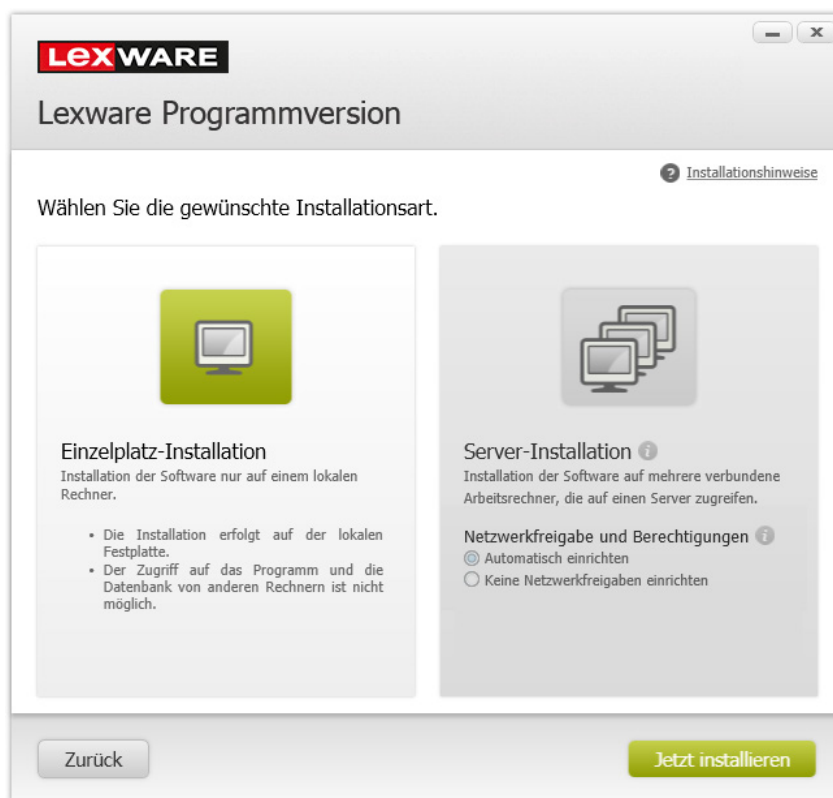 LEXWARE
Lexware Programmversion
Installationshinweise
Wählen Sie die gewünschte Installationsart.
Einzelplatz-Installation
Installation der Software nur auf einem lokalen
Rechner.
• Die Installation erfolgt auf der lokalen
Festplatte.
• Der Zugriff auf das Programm und die
Datenbank von anderen Rechnern ist nicht
möglich.
Server-Installation
Installation der Software auf mehrere verbundene
Arbeitsrechner, die auf einen Server zugreifen.
Netzwerkfreigabe und Berechtigungen
Automatisch einrichten
Keine Netzwerkfreigaben einrichten
Zurück
Jetzt installieren